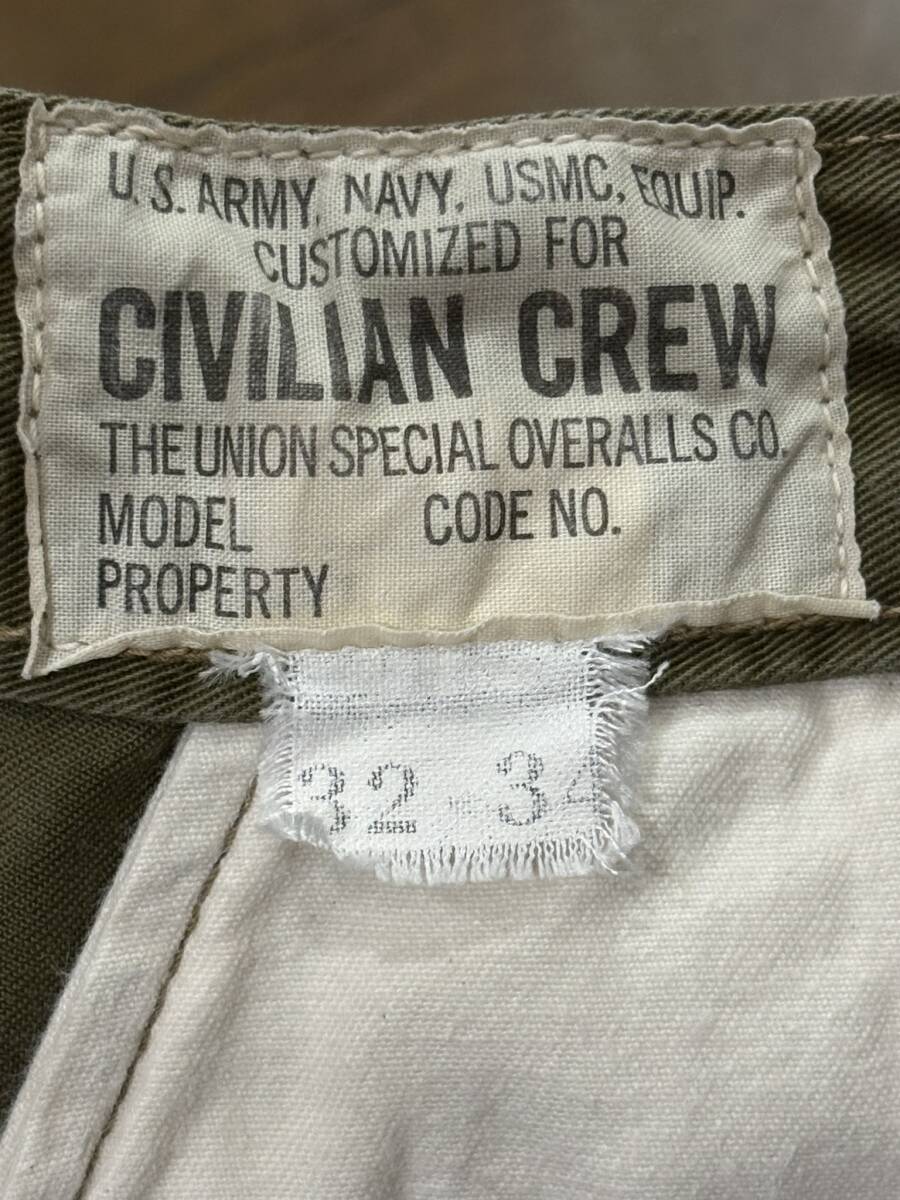 U.S. ARMY, NAVY, USMC, EQUIP.
CUSTOMIZED FOR
CIVILIAN CREW
THE UNION SPECIAL OVERALLS CO.
MODEL CODE NO.
PROPERTY
32 - 34